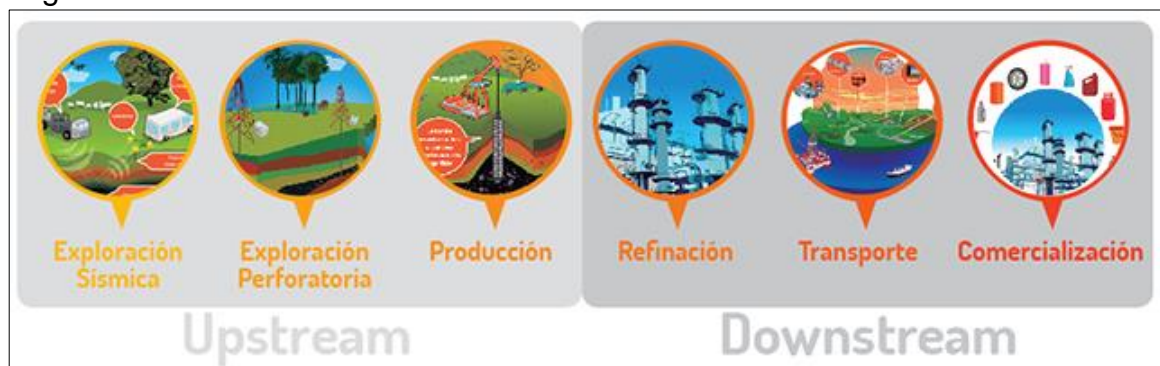 Exploración
Sísmica
Exploración
Perforatoria
Producción
Refinación
Transporte
Comercialización
Upstream
Downstream